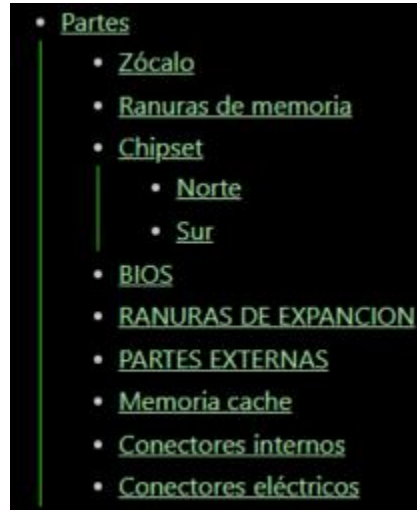 Partes
Zócalo
Ranuras de memoria
Chipset
Norte
Sur
BIOS
RANURAS DE EXPANCION
PARTES EXTERNAS
Memoria cache
Conectores internos
Conectores eléctricos